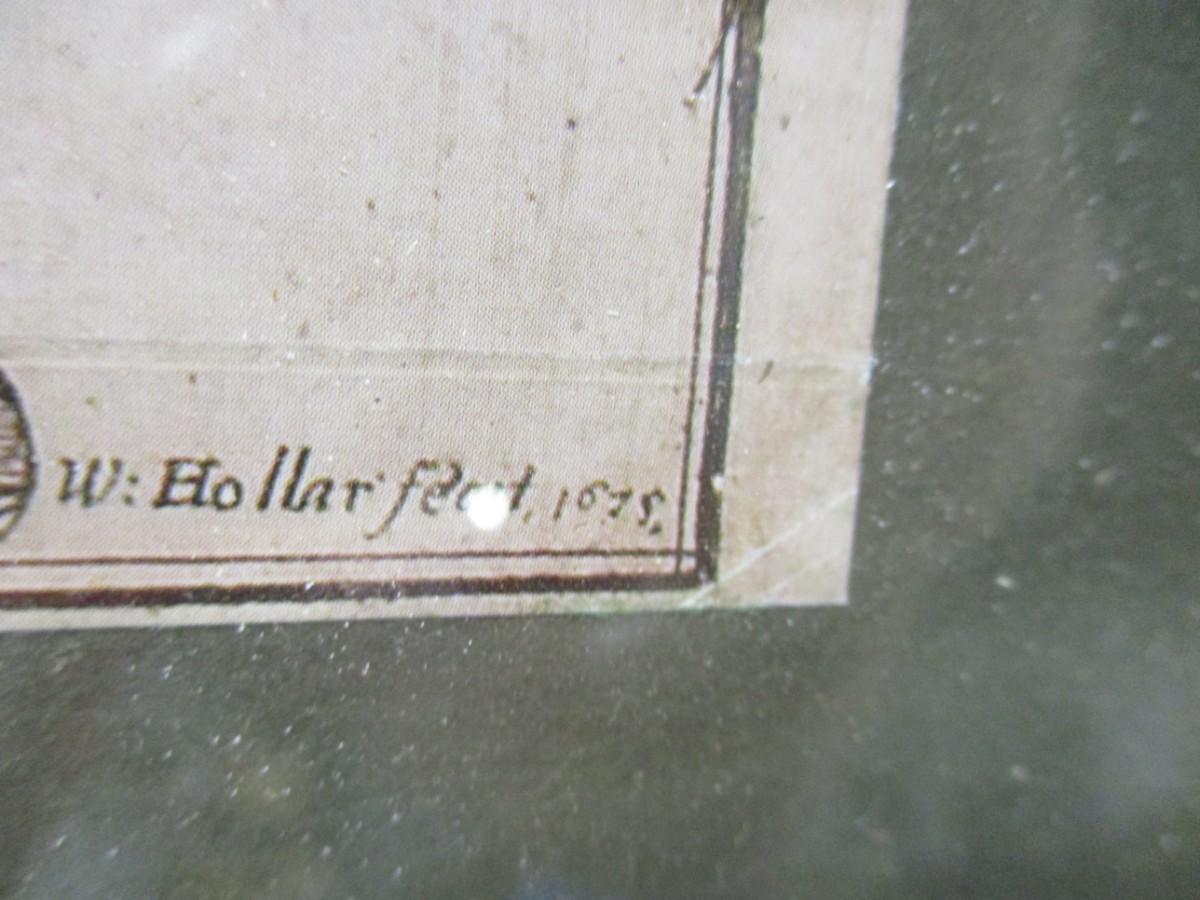 W: Hollar fecit, 1675,